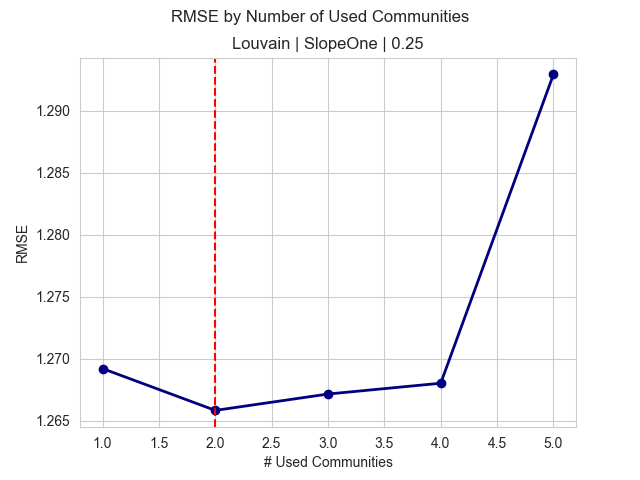 RMSE by Number of Used Communities
Louvain | SlopeOne | 0.25
1.290
1.285
1.280
1.275
1.270
1.265
RMSE
1.0 1.5 2.0 2.5 3.0 3.5 4.0 4.5 5.0
# Used Communities